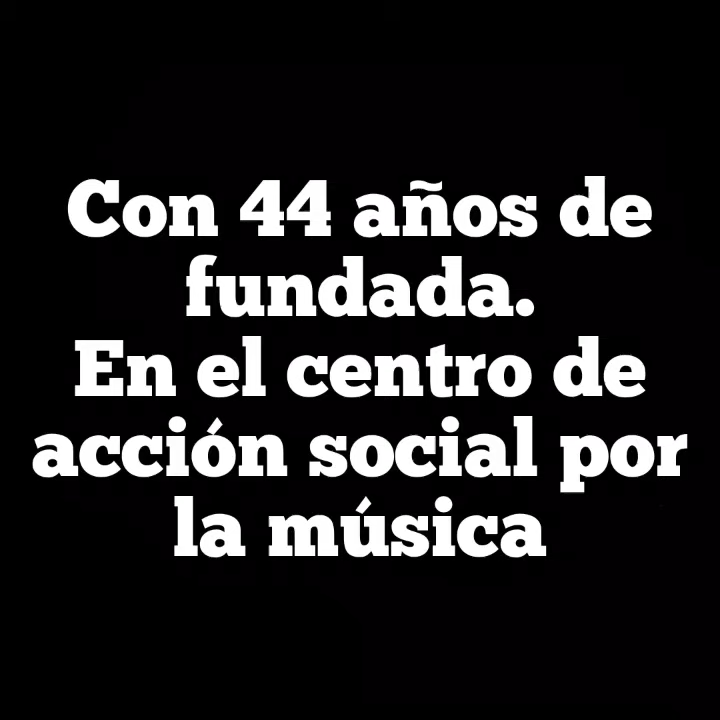 Con 44 años de
fundada.
En el centro de
acción social por
la música